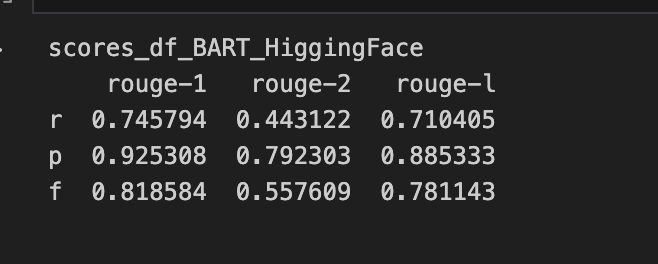 scores_df_BART_HiggingFace
rouge-1 rouge-2 rouge-l
r 0.745794 0.443122 0.710405
p 0.925308 0.792303 0.885333
f 0.818584 0.557609 0.781143